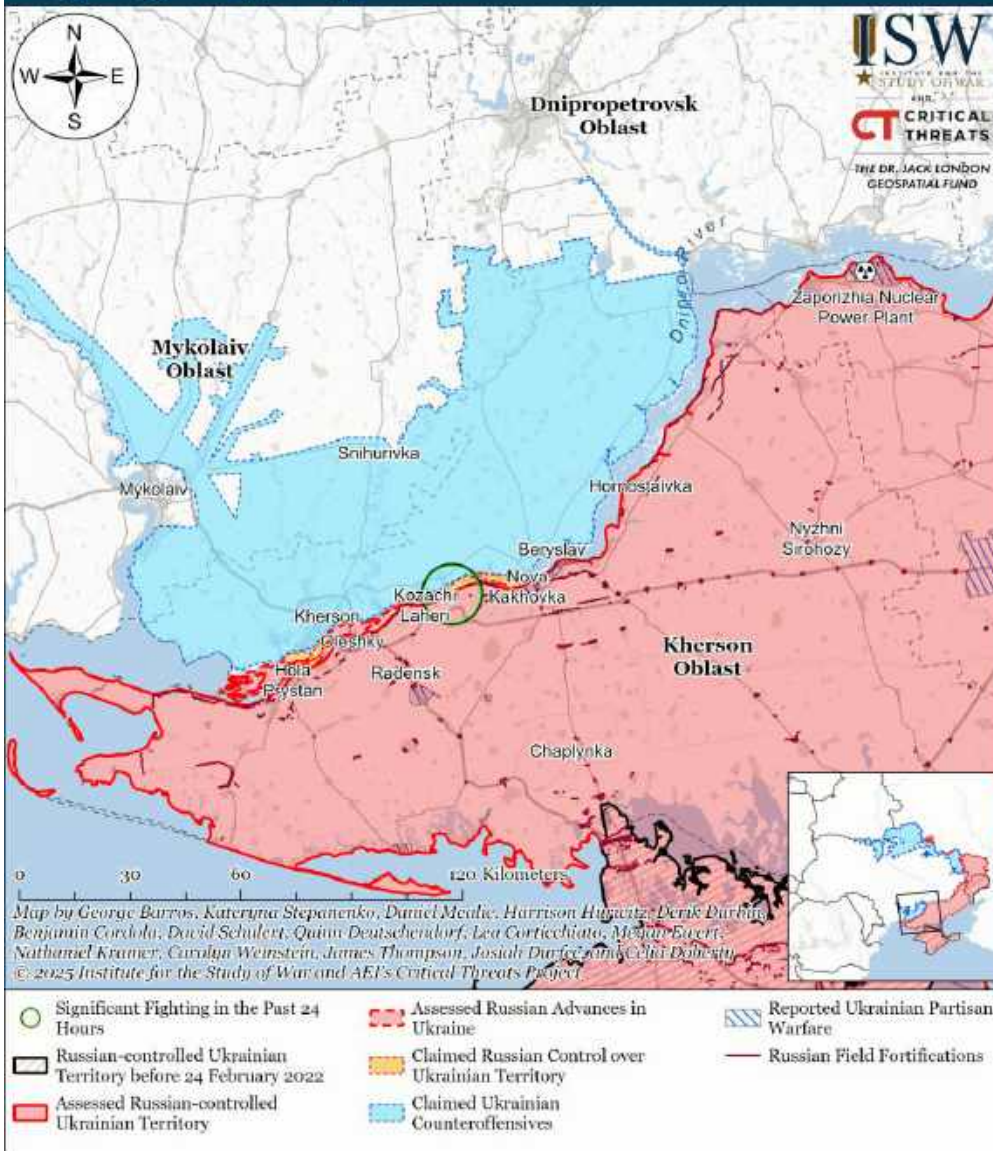 N
W E
S
ISW
INSTITUTE FOR THE
STUDY OF WAR
AND
CT CRITICAL
THREATS
THE DR. JACK LONDON
GEOSPATIAL FUND
Dnipropetrovsk
Oblast
Dnipro River
Zaporizhia Nuclear
Power Plant
Mykolaiv
Oblast
Snihurivka
Mykolaiv
Hornostaivka
Nyzhni
Sirohozy
Beryslav
Nova
Kakhovka
Kozachi
Laheri
Kherson
Oleshky
Kherson
Oblast
Hola
Prystan
Radensk
Chaplynka
0 30 60 120 Kilometers
Map by George Barros, Kateryna Stepanenko, Daniel Mealie, Harrison Hurwitz,
Benjamin Cordola, David Schulert, Quinn Deutschendorf, Lea Corticchiato,
Nathaniel Kramer, Carolyn Weinstein, James Thompson, Josiah and Celia Doherty
© 2025 Institute for the Study of War and AEI's Critical Threats Project
Significant Fighting in the Past 24
Hours
Russian-controlled Ukrainian
Territory before 24 February 2022
Assessed Russian-controlled
Ukrainian Territory
Assessed Russian Advances in
Ukraine
Claimed Russian Control over
Ukrainian Territory
Claimed Ukrainian
Counteroffensives
Reported Ukrainian Partisan
Warfare
Russian Field Fortifications